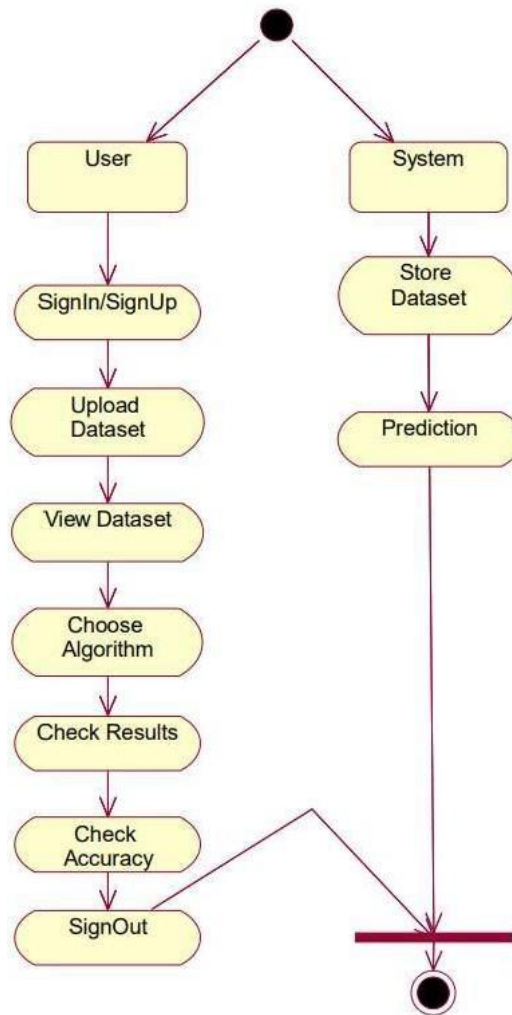 User
System
SignIn/SignUp
Store
Dataset
Upload
Dataset
Prediction
View Dataset
Choose
Algorithm
Check Results
Check
Accuracy
SignOut